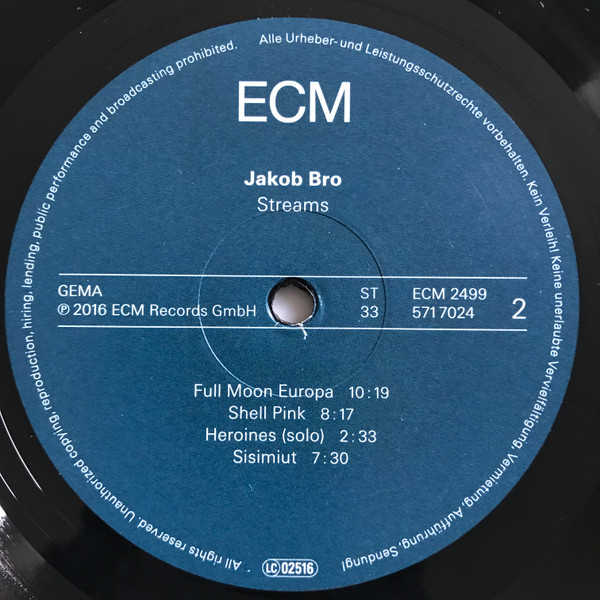 ECM
Jakob Bro
Streams
GEMA
℗ 2016 ECM Records GmbH
ST
33
ECM 2499
571 7024
2
Full Moon Europa 10:19
Shell Pink 8:17
Heroines (solo) 2:33
Sisimiut 7:30
Alle Urheber- und Leistungsschutzrechte vorbehalten. Kein Verleih! Keine unerlaubte Vervielfältigung, Vermietung, Aufführung, Sendung!
All rights reserved. Unauthorized copying, reproduction, hiring, lending, public performance and broadcasting prohibited.
LC 02516